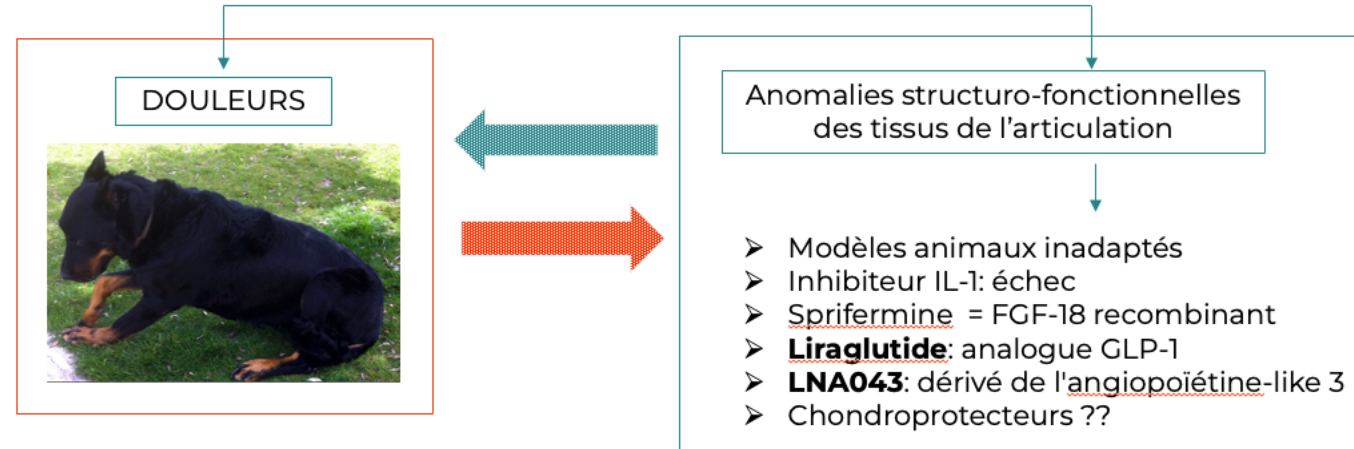 DOULEURS
Anomalies structuro-fonctionnelles
des tissus de l'articulation
➢ Modèles animaux inadaptés
➢ Inhibiteur IL-1: échec
➢ Sprifermine = FGF-18 recombinant
➢ Liraglutide: analogue GLP-1
➢ LNA043: dérivé de l'angiopoïétine-like 3
➢ Chondroprotecteurs ??